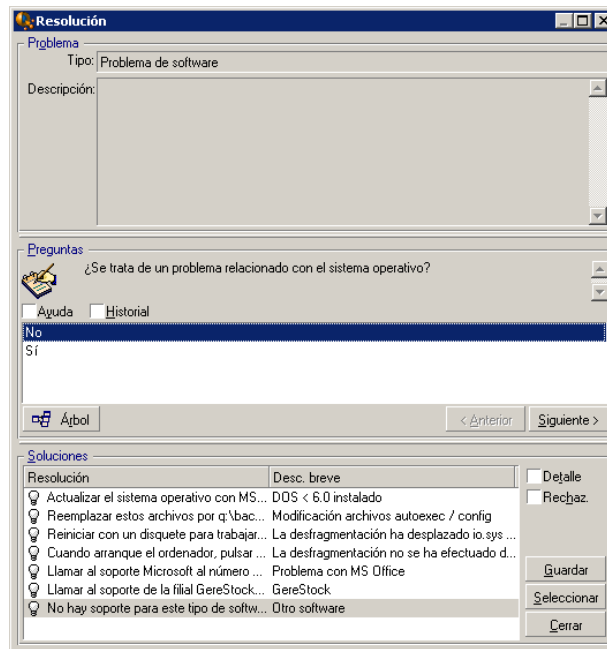 Resolución
Problema
Tipo: Problema de software
Descripción:
Preguntas
¿Se trata de un problema relacionado con el sistema operativo?
Ayuda Historial
No
Sí
Árbol < Anterior Siguiente >
Soluciones
Resolución Desc. breve Detalle
Actualizar el sistema operativo con MS... DOS < 6.0 instalado Rechaz.
Reemplazar estos archivos por q:\bac... Modificación archivos autoexec / config
Reiniciar con un disquete para trabajar... La desfragmentación ha desplazado io.sys ...
Cuando arranque el ordenador, pulsar ... La desfragmentación no se ha efectuado d...
Llamar al soporte Microsoft al número ... Problema con MS Office Guardar
Llamar al soporte de la filial GereStock... GereStock Seleccionar
No hay soporte para este tipo de softw... Otro software
Cerrar